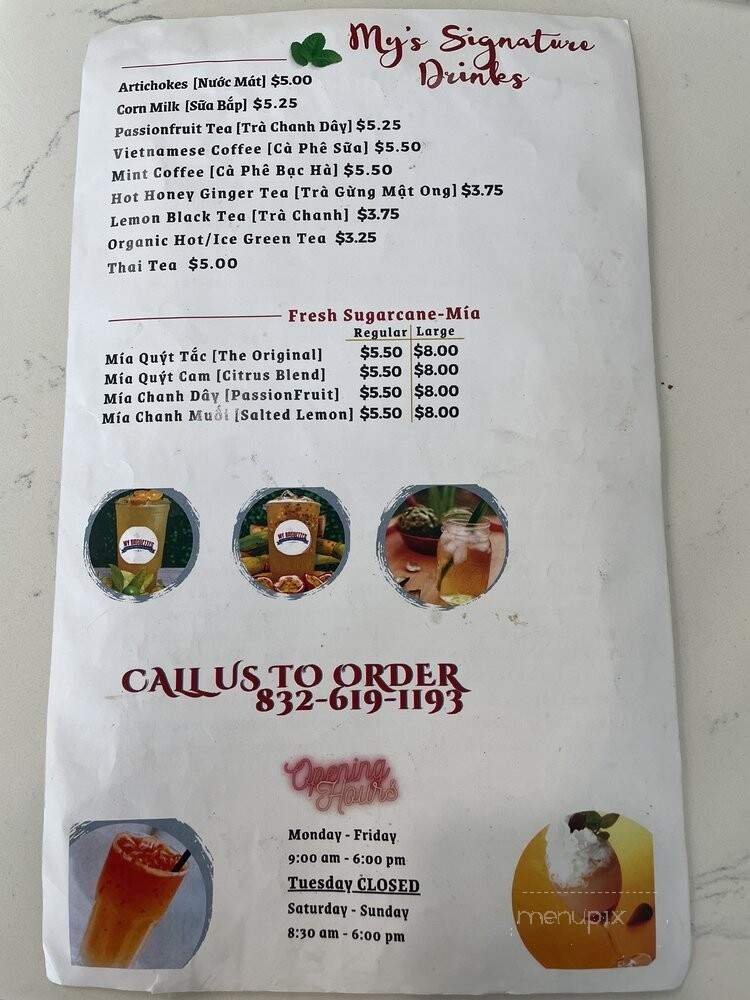 My's Signature
Drinks
Artichokes [Nước Mát] $5.00
Corn Milk [Sữa Bắp] $5.25
Passionfruit Tea [Trà Chanh Dây] $5.25
Vietnamese Coffee [Cà Phê Sữa] $5.50
Mint Coffee [Cà Phê Bạc Hà] $5.50
Hot Honey Ginger Tea [Trà Gừng Mật Ong] $3.75
Lemon Black Tea [Trà Chanh] $3.75
Organic Hot/Ice Green Tea $3.25
Thai Tea $5.00
Fresh Sugarcane-Mía
Regular Large
Mía Quýt Tắc [The Original] $5.50 $8.00
Mía Quýt Cam [Citrus Blend] $5.50 $8.00
Mía Chanh Dây [PassionFruit] $5.50 $8.00
Mía Chanh Muối [Salted Lemon] $5.50 $8.00
MY BAGUETTES MY BAGUETTES
CALL US TO ORDER
832-619-1193
Opening
Hours
Monday - Friday
9:00 am - 6:00 pm
Tuesday CLOSED
Saturday - Sunday
8:30 am - 6:00 pm
menupix